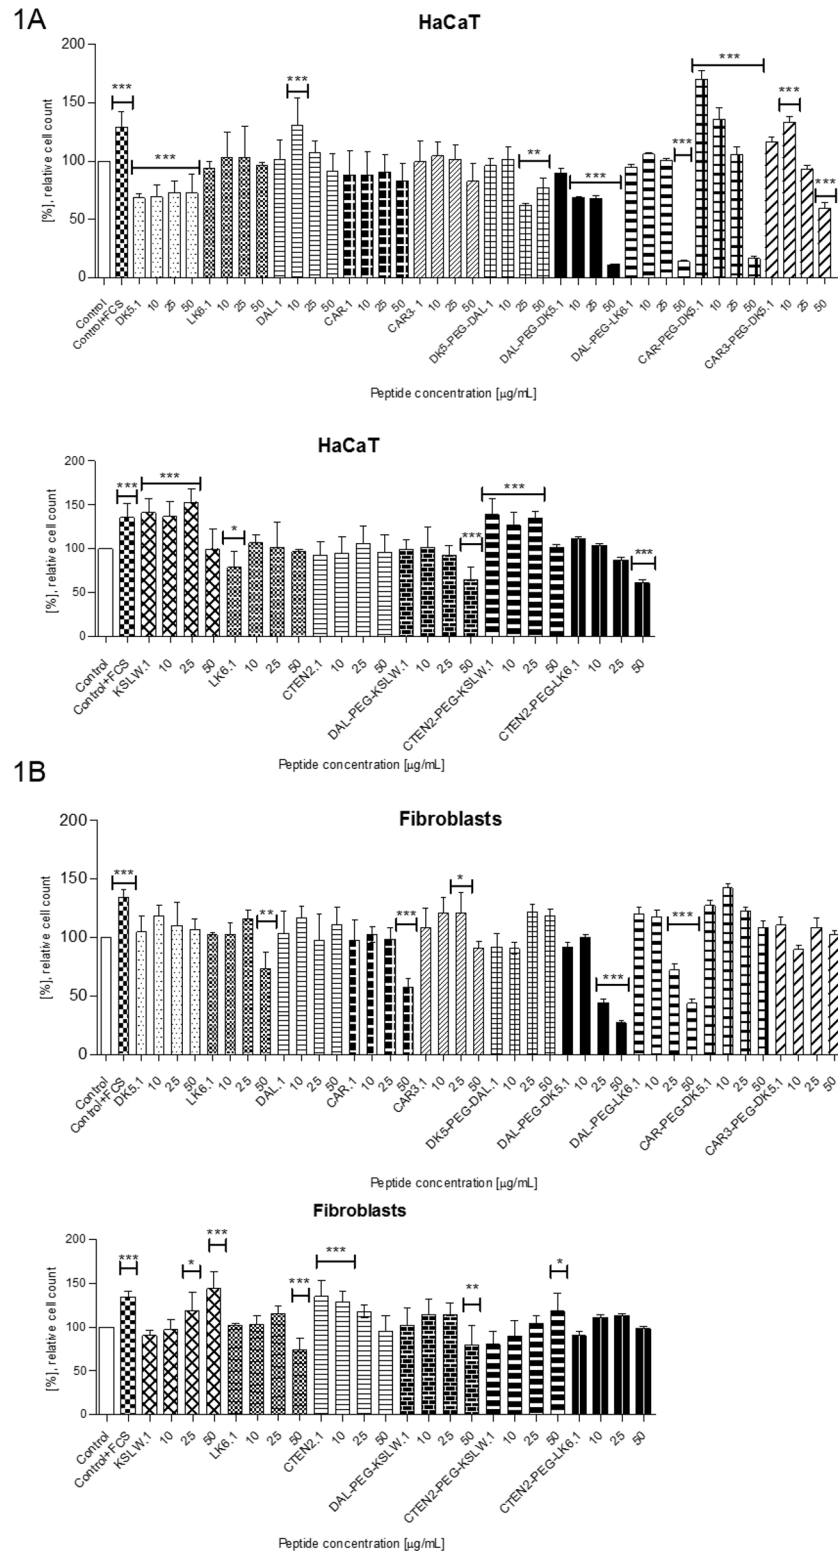 1A
HaCaT
200
150
100
50
0
[%], relative cell count
***
***
***
**
***
***
***
***
***
Control
Control+FCS
DK5.1
10
25
50
LK6.1
10
25
50
DAL.1
10
25
50
CAR.1
10
25
50
CAR3-.1
10
25
50
DK5-PEG-DAL.1
10
25
50
DAL-PEG-DK5.1
10
25
50
DAL-PEG-LK6.1
10
25
50
CAR-PEG-DK5.1
10
25
50
CAR3-PEG-DK5.1
10
25
50
Peptide concentration [µg/mL]
HaCaT
200
150
100
50
0
[%], relative cell count
***
***
*
***
***
***
Control
Control+FCS
KSLW.1
10
25
50
LK6.1
10
25
50
CTEN2.1
10
25
50
DAL-PEG-KSLW.1
10
25
50
CTEN2-PEG-KSLW.1
10
25
50
CTEN2-PEG-LK6.1
10
25
50
Peptide concentration [µg/mL]
1B
Fibroblasts
200
150
100
50
0
[%], relative cell count
***
**
***
*
***
***
Control
Control+FCS
DK5.1
10
25
50
LK6.1
10
25
50
DAL.1
10
25
50
CAR.1
10
25
50
CAR3.1
10
25
50
DK5-PEG-DAL.1
10
25
50
DAL-PEG-DK5.1
10
25
50
DAL-PEG-LK6.1
10
25
50
CAR-PEG-DK5.1
10
25
50
CAR3-PEG-DK5.1
10
25
50
Peptide concentration [µg/mL]
Fibroblasts
200
150
100
50
0
[%], relative cell count
***
*
***
***
***
**
*
Control
Control+FCS
KSLW.1
10
25
50
LK6.1
10
25
50
CTEN2.1
10
25
50
DAL-PEG-KSLW.1
10
25
50
CTEN2-PEG-KSLW.1
10
25
50
CTEN2-PEG-LK6.1
10
25
50
Peptide concentration [µg/mL]